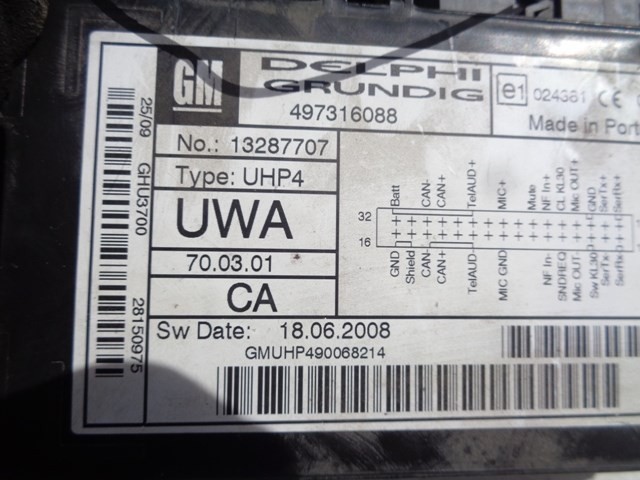 GM
DELPHI
GRUNDIG
497316088
e1
024361 CE
Made in Port
No.: 13287707
Type: UHP4
UWA
70.03.01
CA
Sw Date: 18.06.2008
GMUHP490068214
25/09 GHU3700 28150975
32
16
Batt
CAN-
CAN+
TelAUD+
MIC+
Mute
NF In+
CL KL30
Mic OUT+
GND
SerTx+
SerRx+
GND
Shield
CAN-
CAN+
TelAUD-
MIC GND
NF In-
SNDREQ
Mic OUT-
Sw KL30
SerTx-
SerRx-